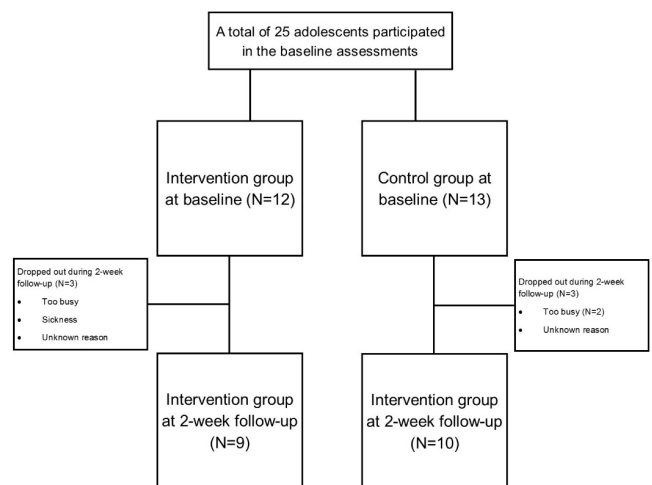 A total of 25 adolescents participated
in the baseline assessments
Intervention group
at baseline (N=12)
Control group at
baseline (N=13)
Dropped out during 2-week
follow-up (N=3)
• Too busy
• Sickness
• Unknown reason
Dropped out during 2-week
follow-up (N=3)
• Too busy (N=2)
• Unknown reason
Intervention group
at 2-week follow-up
(N=9)
Intervention group
at 2-week follow-up
(N=10)